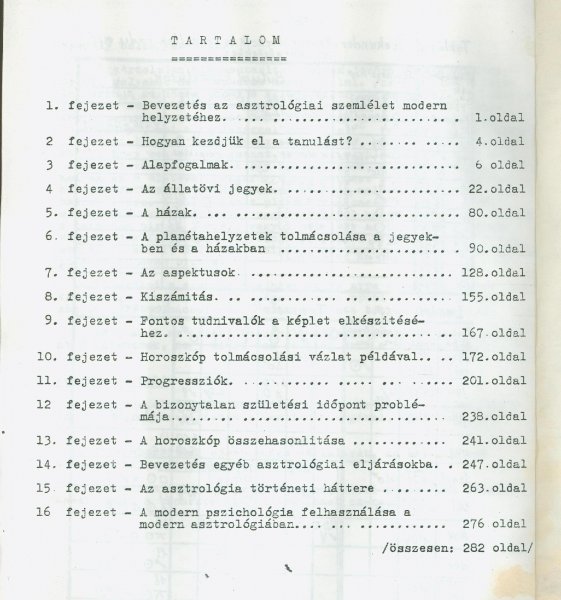 T A R T A L O M
================
1. fejezet - Bevezetés az asztrológiai szemlélet modern
helyzetéhez. ... .. ........................ .. 1.oldal
2 fejezet - Hogyan kezdjük el a tanulást? .. ....... .. 4.oldal
3 fejezet - Alapfogalmak. ... .. ................... .. 6 oldal
4 fejezet - Az állatövi jegyek. .................... .. 22.oldal
5. fejezet - A házak. ... .......................... .. 80.oldal
6. fejezet - A planétahelyzetek tolmácsolása a jegyek-
ben és a házakban ................... .. 90.oldal
7. fejezet - Az aspektusok ......................... .. 128.oldal
8. fejezet - Kiszámitás. .. ........................ .. 155.oldal
9. fejezet - Fontos tudnivalók a képlet elkészitésé-
hez. ... .......................... .. 167.oldal
10. fejezet - Horoszkóp tolmácsolási vázlat példával.. .. 172.oldal
11. fejezet - Progressziók. ......................... .. 201.oldal
12 fejezet - A bizonytalan születési időpont problé-
mája................................ .. 238.oldal
13. fejezet - A horoszkóp összehasonlitása ........... .. 241.oldal
14. fejezet - Bevezetés egyéb asztrológiai eljárásokba. . 247.oldal
15 fejezet - Az asztrológia történeti háttere .. ........ 263.oldal
16 fejezet - A modern pszichológia felhasználása a
modern asztrológiában.... .. ............ 276 oldal
/összesen: 282 oldal/